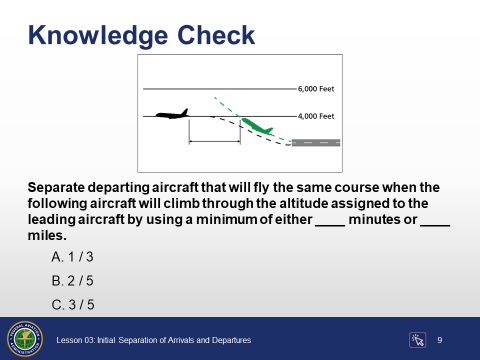 Knowledge Check
6,000 Feet
4,000 Feet
Separate departing aircraft that will fly the same course when the
following aircraft will climb through the altitude assigned to the
leading aircraft by using a minimum of either ____ minutes or ____
miles.
A. 1 / 3
B. 2 / 5
C. 3 / 5
Lesson 03: Initial Separation of Arrivals and Departures
9